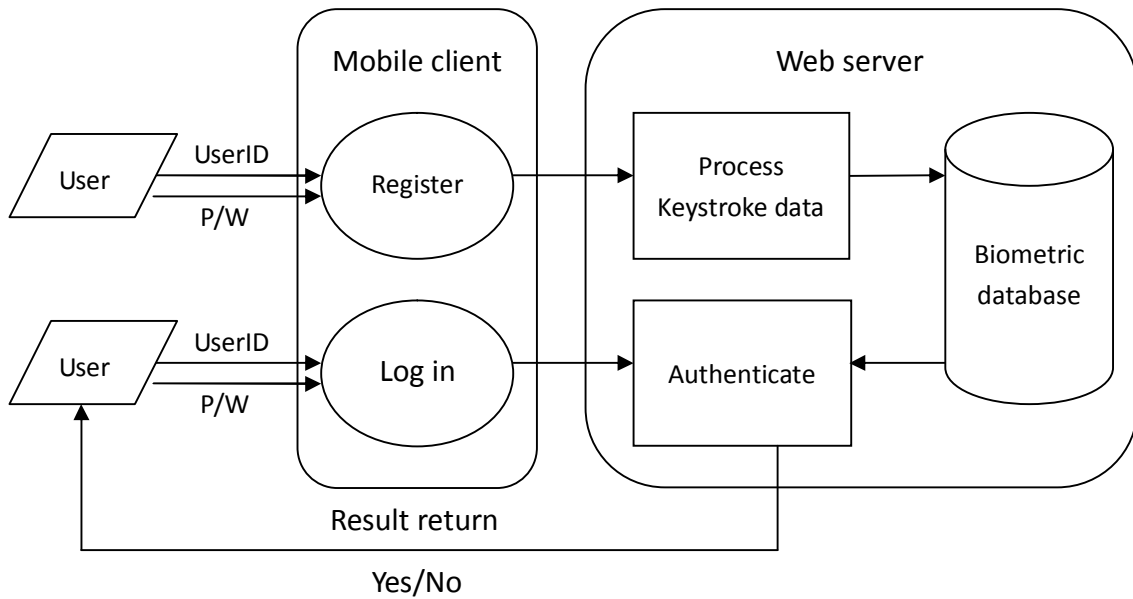 Mobile client
Web server
User
UserID
P/W
Register
Process
Keystroke data
Biometric
database
User
UserID
P/W
Log in
Authenticate
Result return
Yes/No